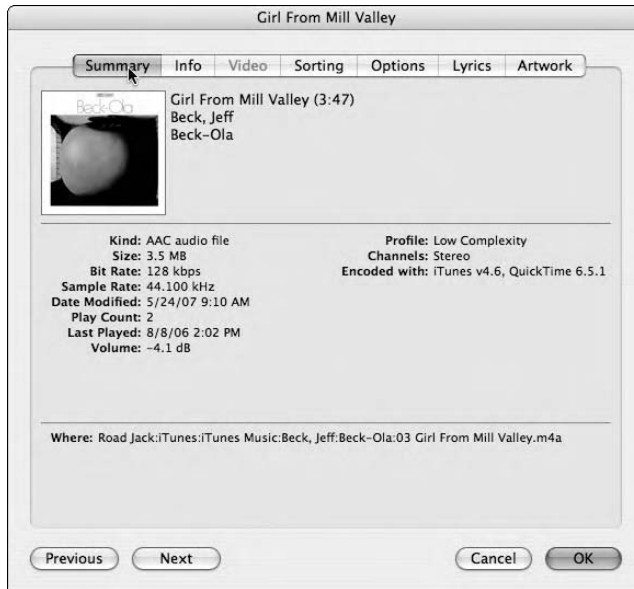 Girl From Mill Valley
Summary Info Video Sorting Options Lyrics Artwork
Beck-Ola
Girl From Mill Valley (3:47)
Beck, Jeff
Beck-Ola
Kind: AAC audio file
Size: 3.5 MB
Bit Rate: 128 kbps
Sample Rate: 44.100 kHz
Date Modified: 5/24/07 9:10 AM
Play Count: 2
Last Played: 8/8/06 2:02 PM
Volume: -4.1 dB
Profile: Low Complexity
Channels: Stereo
Encoded with: iTunes v4.6, QuickTime 6.5.1
Where: Road Jack:iTunes:iTunes Music:Beck, Jeff:Beck-Ola:03 Girl From Mill Valley.m4a
Previous Next Cancel OK